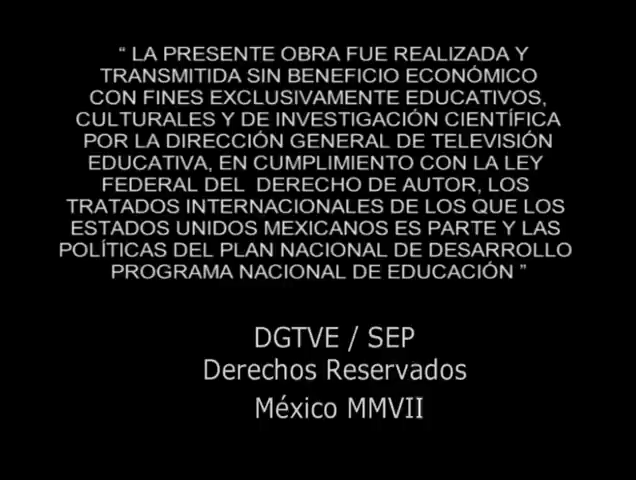 “ LA PRESENTE OBRA FUE REALIZADA Y
TRANSMITIDA SIN BENEFICIO ECONÓMICO
CON FINES EXCLUSIVAMENTE EDUCATIVOS,
CULTURALES Y DE INVESTIGACIÓN CIENTÍFICA
POR LA DIRECCIÓN GENERAL DE TELEVISIÓN
EDUCATIVA, EN CUMPLIMIENTO CON LA LEY
FEDERAL DEL DERECHO DE AUTOR, LOS
TRATADOS INTERNACIONALES DE LOS QUE LOS
ESTADOS UNIDOS MEXICANOS ES PARTE Y LAS
POLÍTICAS DEL PLAN NACIONAL DE DESARROLLO
PROGRAMA NACIONAL DE EDUCACIÓN ”
DGTVE / SEP
Derechos Reservados
México MMVII